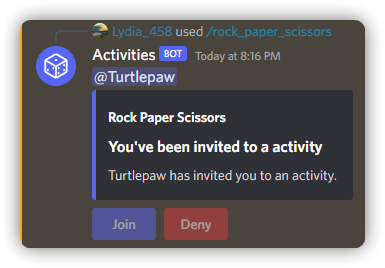 Lydia_458 used /rock_paper_scissors
Activities BOT Today at 8:16 PM
@Turtlepaw
Rock Paper Scissors
You've been invited to a activity
Turtlepaw has invited you to an activity.
Join Deny